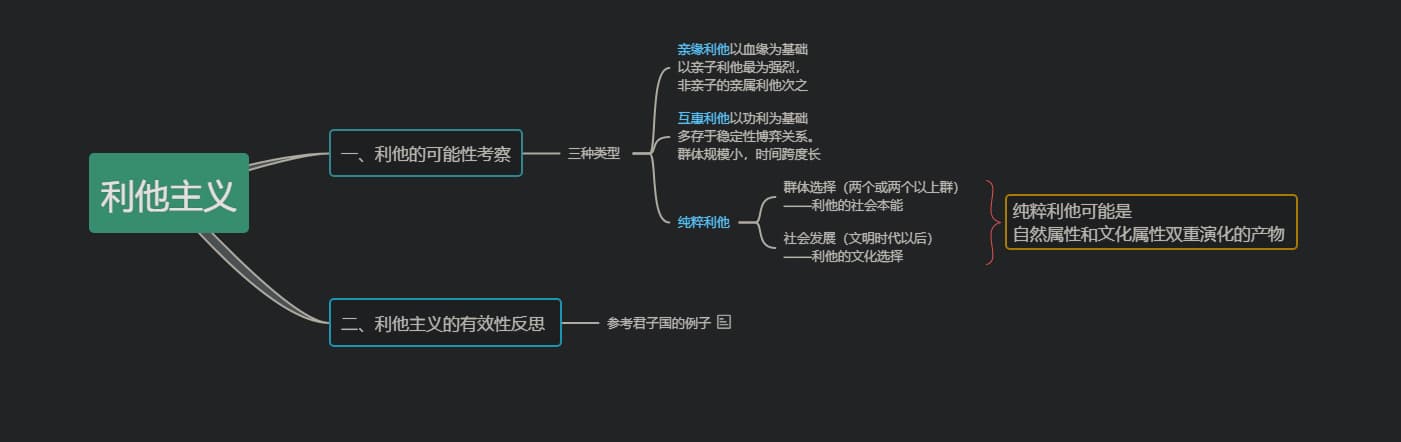 利他主义
一、利他的可能性考察
三种类型
亲缘利他以血缘为基础
以亲子利他最为强烈，
非亲子的亲属利他次之
互重利他以功利为基础
多存于稳定性博弈关系。
群体规模小，时间跨度长
纯粹利他
群体选择（两个或两个以上群）
——利他的社会本能
社会发展（文明时代以后）
——利他的文化选择
纯粹利他可能是
自然属性和文化属性双重演化的产物
二、利他主义的有效性反思
参考君子国的例子